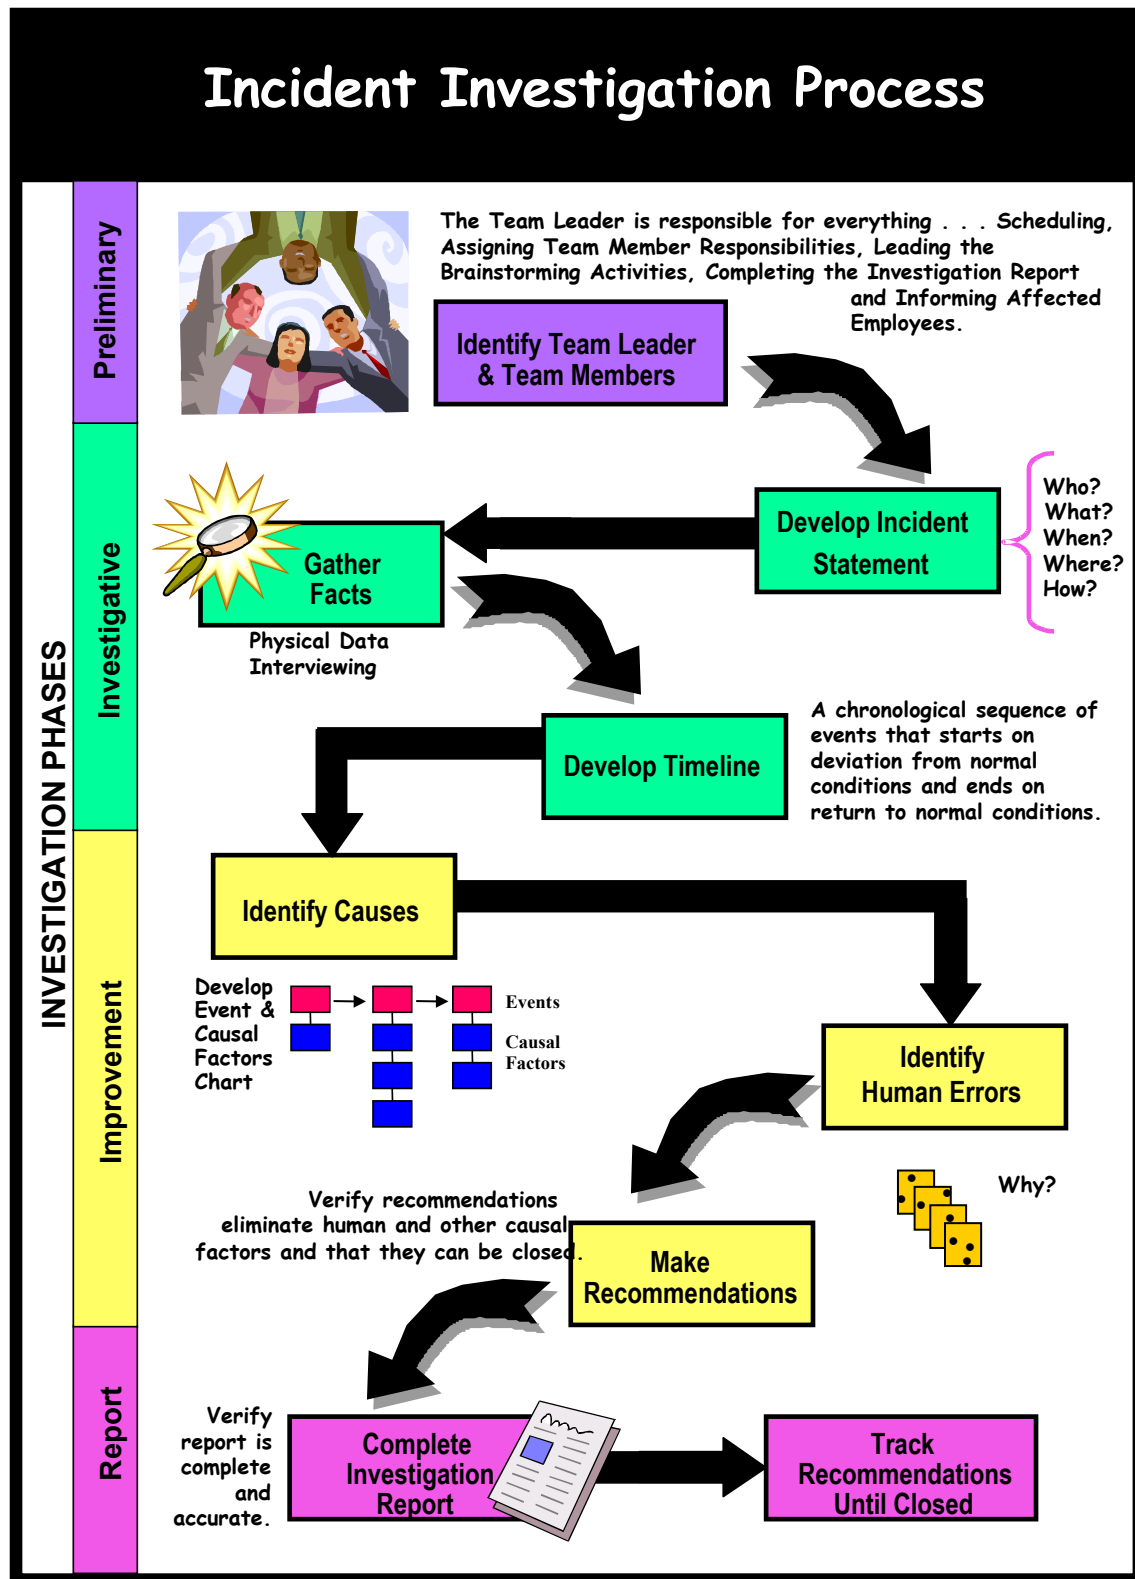 Incident Investigation Process
INVESTIGATION PHASES
Preliminary
The Team Leader is responsible for everything . . . Scheduling,
Assigning Team Member Responsibilities, Leading the
Brainstorming Activities, Completing the Investigation Report
and Informing Affected
Employees.
Identify Team Leader
& Team Members
Investigative
Develop Incident
Statement
Who?
What?
When?
Where?
How?
Gather
Facts
Physical Data
Interviewing
Develop Timeline
A chronological sequence of
events that starts on
deviation from normal
conditions and ends on
return to normal conditions.
Improvement
Identify Causes
Develop
Event &
Causal
Factors
Chart
Events
Causal
Factors
Identify
Human Errors
Why?
Verify recommendations
eliminate human and other causal
factors and that they can be closed.
Make
Recommendations
Report
Verify
report is
complete
and
accurate.
Complete
Investigation
Report
Track
Recommendations
Until Closed